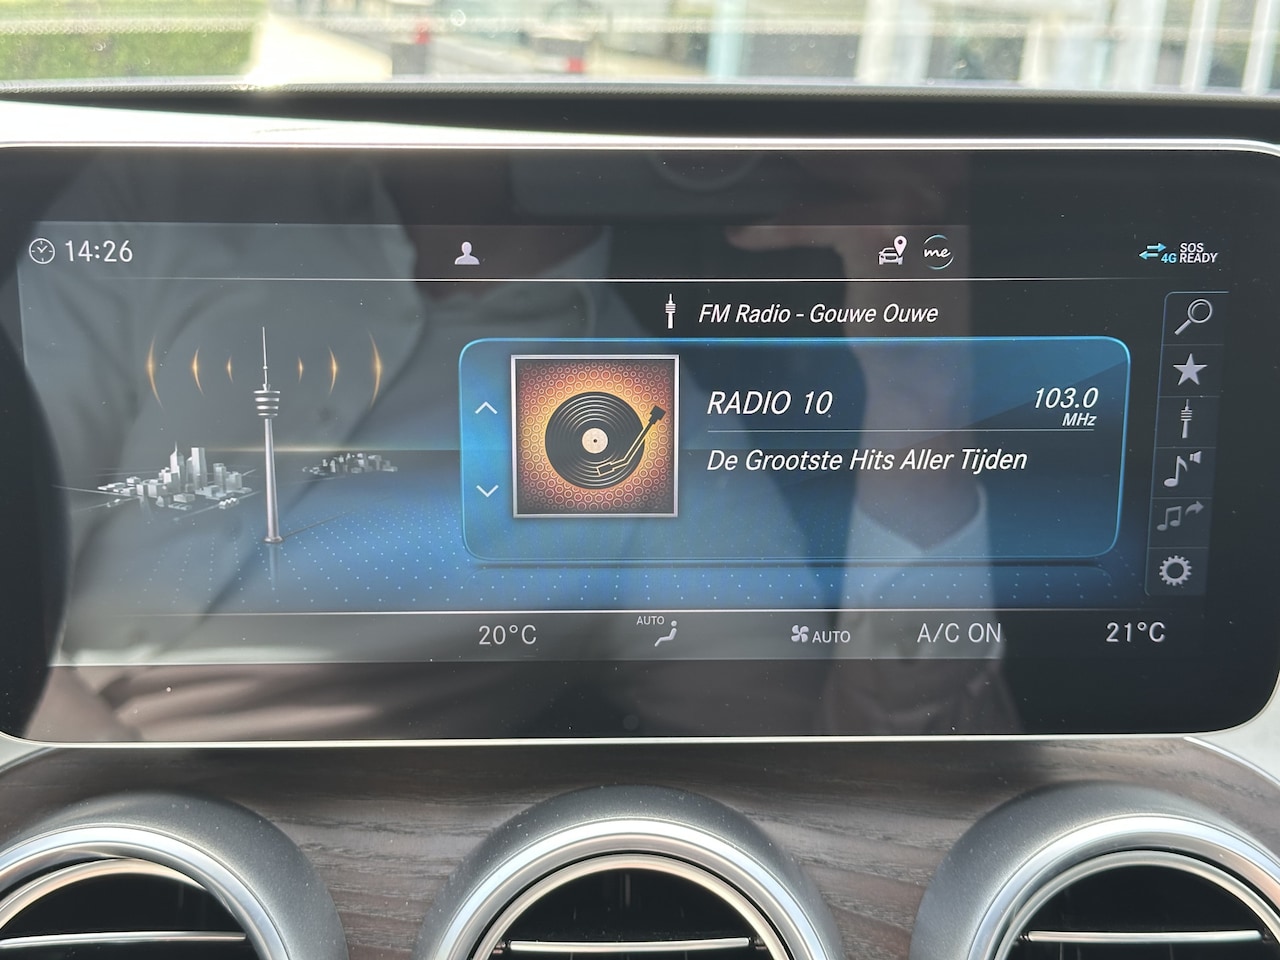 14:26
me
4G SOS READY
FM Radio - Gouwe Ouwe
RADIO 10
103.0
MHz
De Grootste Hits Aller Tijden
20°C
AUTO
AUTO
A/C ON
21°C